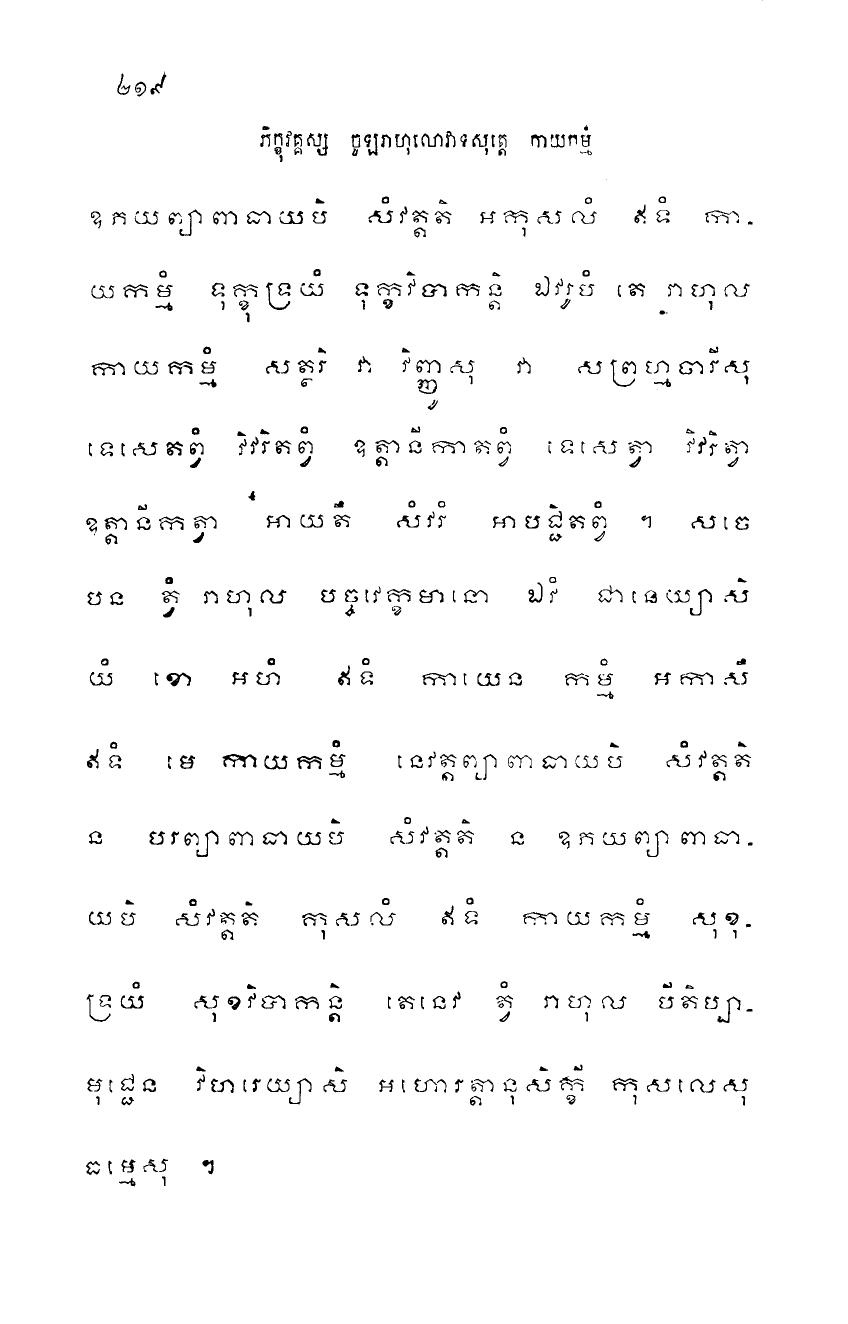 ២១៩
ភិក្ខុវគ្គស្ស ចូឡរាហុលោវាទសុត្តេ កាយកម្មំ
ឧភយព្យាពាធាយបិ សំវត្តតិ អកុសលំ ឥទំ កា-
យកម្មំ ទុក្ខុទ្រយំ ទុក្ខវិបាកន្តិ ឯវរូបំ តេ រាហុល
កាយកម្មំ សត្ថរិ វា វិញ្ញូសុ វា សព្រហ្មចារីសុ
ទេសេតព្វំ វិវរិតព្វំ ឧត្តានីកាតព្វំ ទេសេត្វា វិវរិត្វា
ឧត្តានីកត្វា អាយតឹ សំវរំ អាបជ្ជិតព្វំ ។ សចេ
បន ត្វំ រាហុល បច្ចវេក្ខមានោ ឯវំ ជានេយ្យាសិ
យំ ខោ អហំ ឥទំ កាយេន កម្មំ អកាសឹ
ឥទំ មេ កាយកម្មំ នេវត្តព្យាពាធាយបិ សំវត្តតិ
ន បរព្យាពាធាយបិ សំវត្តតិ ន ឧភយព្យាពាធា-
យបិ សំវត្តតិ កុសលំ ឥទំ កាយកម្មំ សុខុ-
ទ្រយំ សុខវិបាកន្តិ តេនេវ ត្វំ រាហុល បីតិប្បា-
មុជ្ជេន វិហរេយ្យាសិ អហោរត្តានុសិក្ខី កុសលេសុ
ធម្មេសុ ។